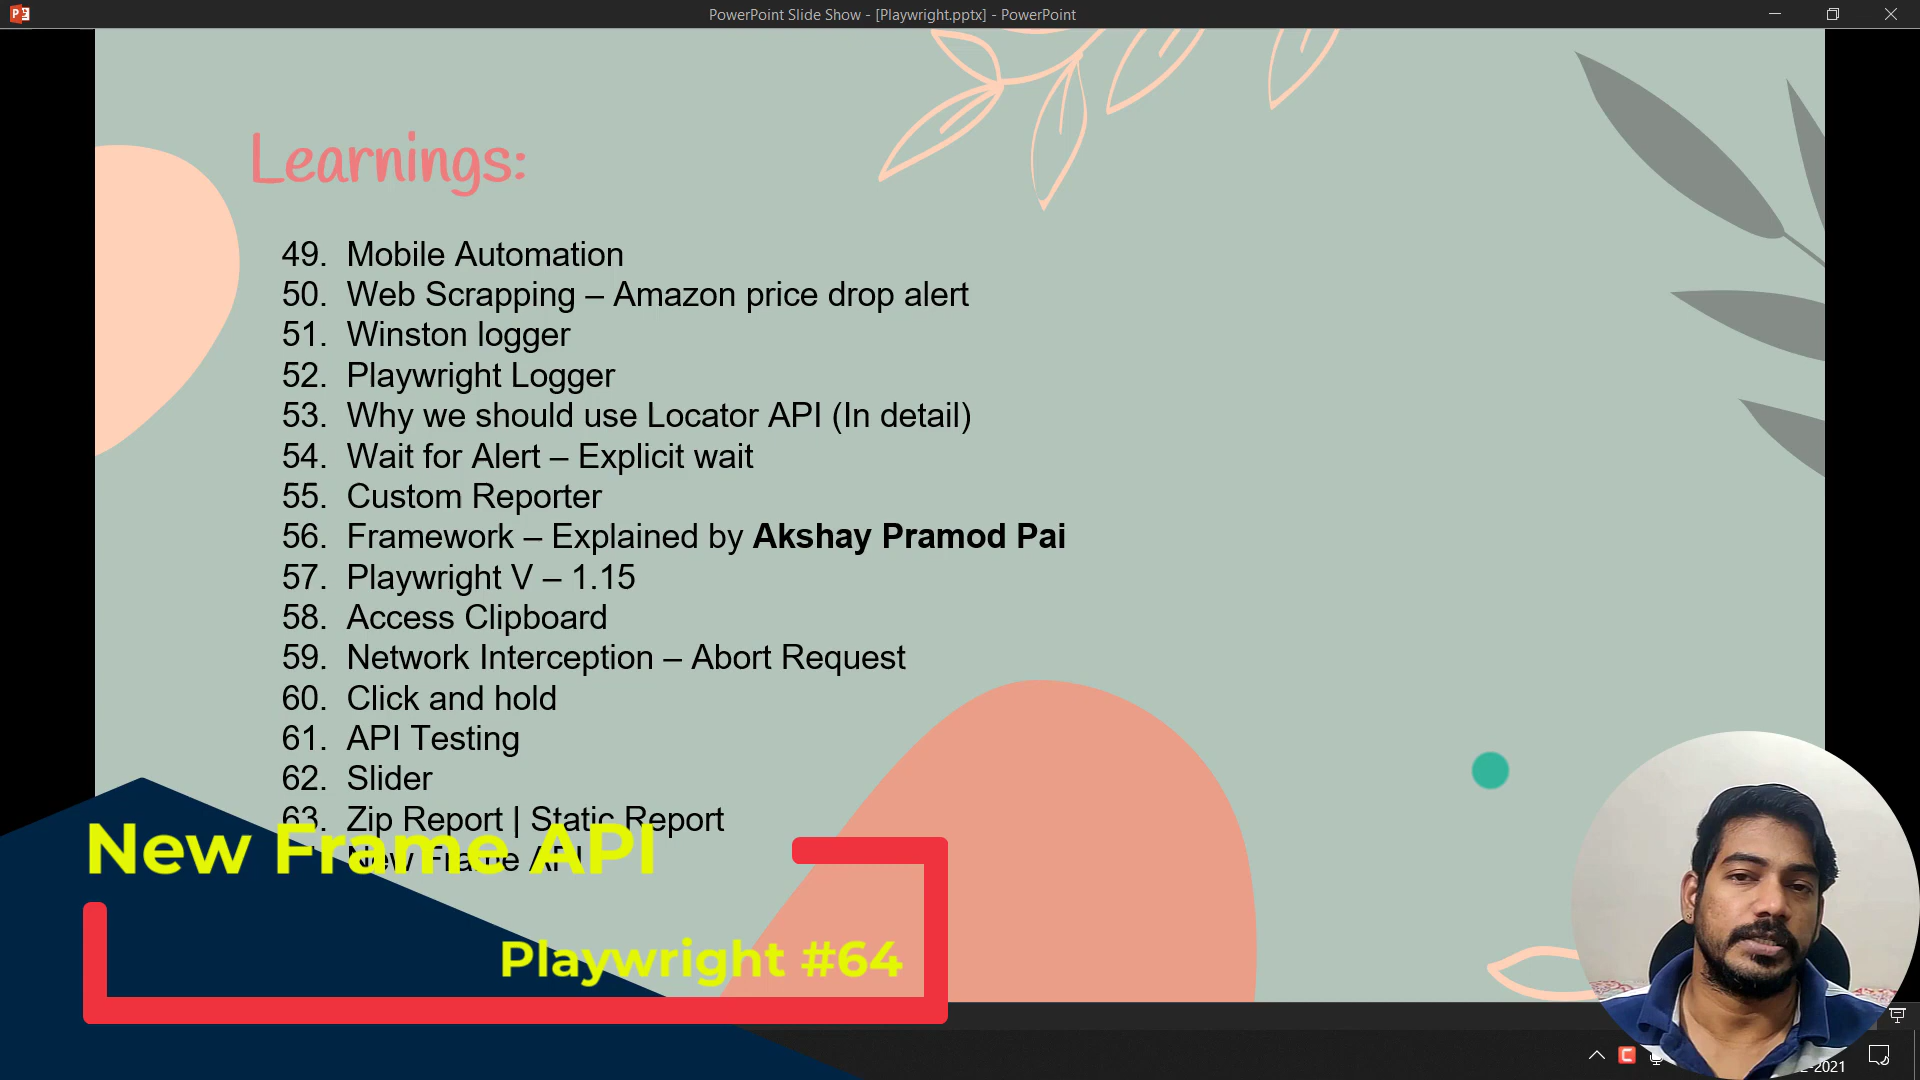 PowerPoint Slide Show - [Playwright.pptx] - PowerPoint
Learnings:
49. Mobile Automation
50. Web Scrapping – Amazon price drop alert
51. Winston logger
52. Playwright Logger
53. Why we should use Locator API (In detail)
54. Wait for Alert – Explicit wait
55. Custom Reporter
56. Framework – Explained by Akshay Pramod Pai
57. Playwright V – 1.15
58. Access Clipboard
59. Network Interception – Abort Request
60. Click and hold
61. API Testing
62. Slider
63. Zip Report | Static Report
New Frame API
New Frame API
Playwright #64
-2021